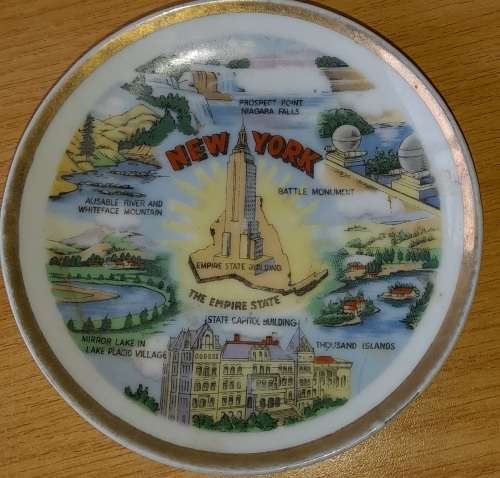 PROSPECT POINT
NIAGARA FALLS
NEW YORK
BATTLE MONUMENT
AUSABLE RIVER AND
WHITEFACE MOUNTAIN
EMPIRE STATE BUILDING
THE EMPIRE STATE
STATE CAPITOL BUILDING
MIRROR LAKE IN
LAKE PLACID VILLAGE
THOUSAND ISLANDS